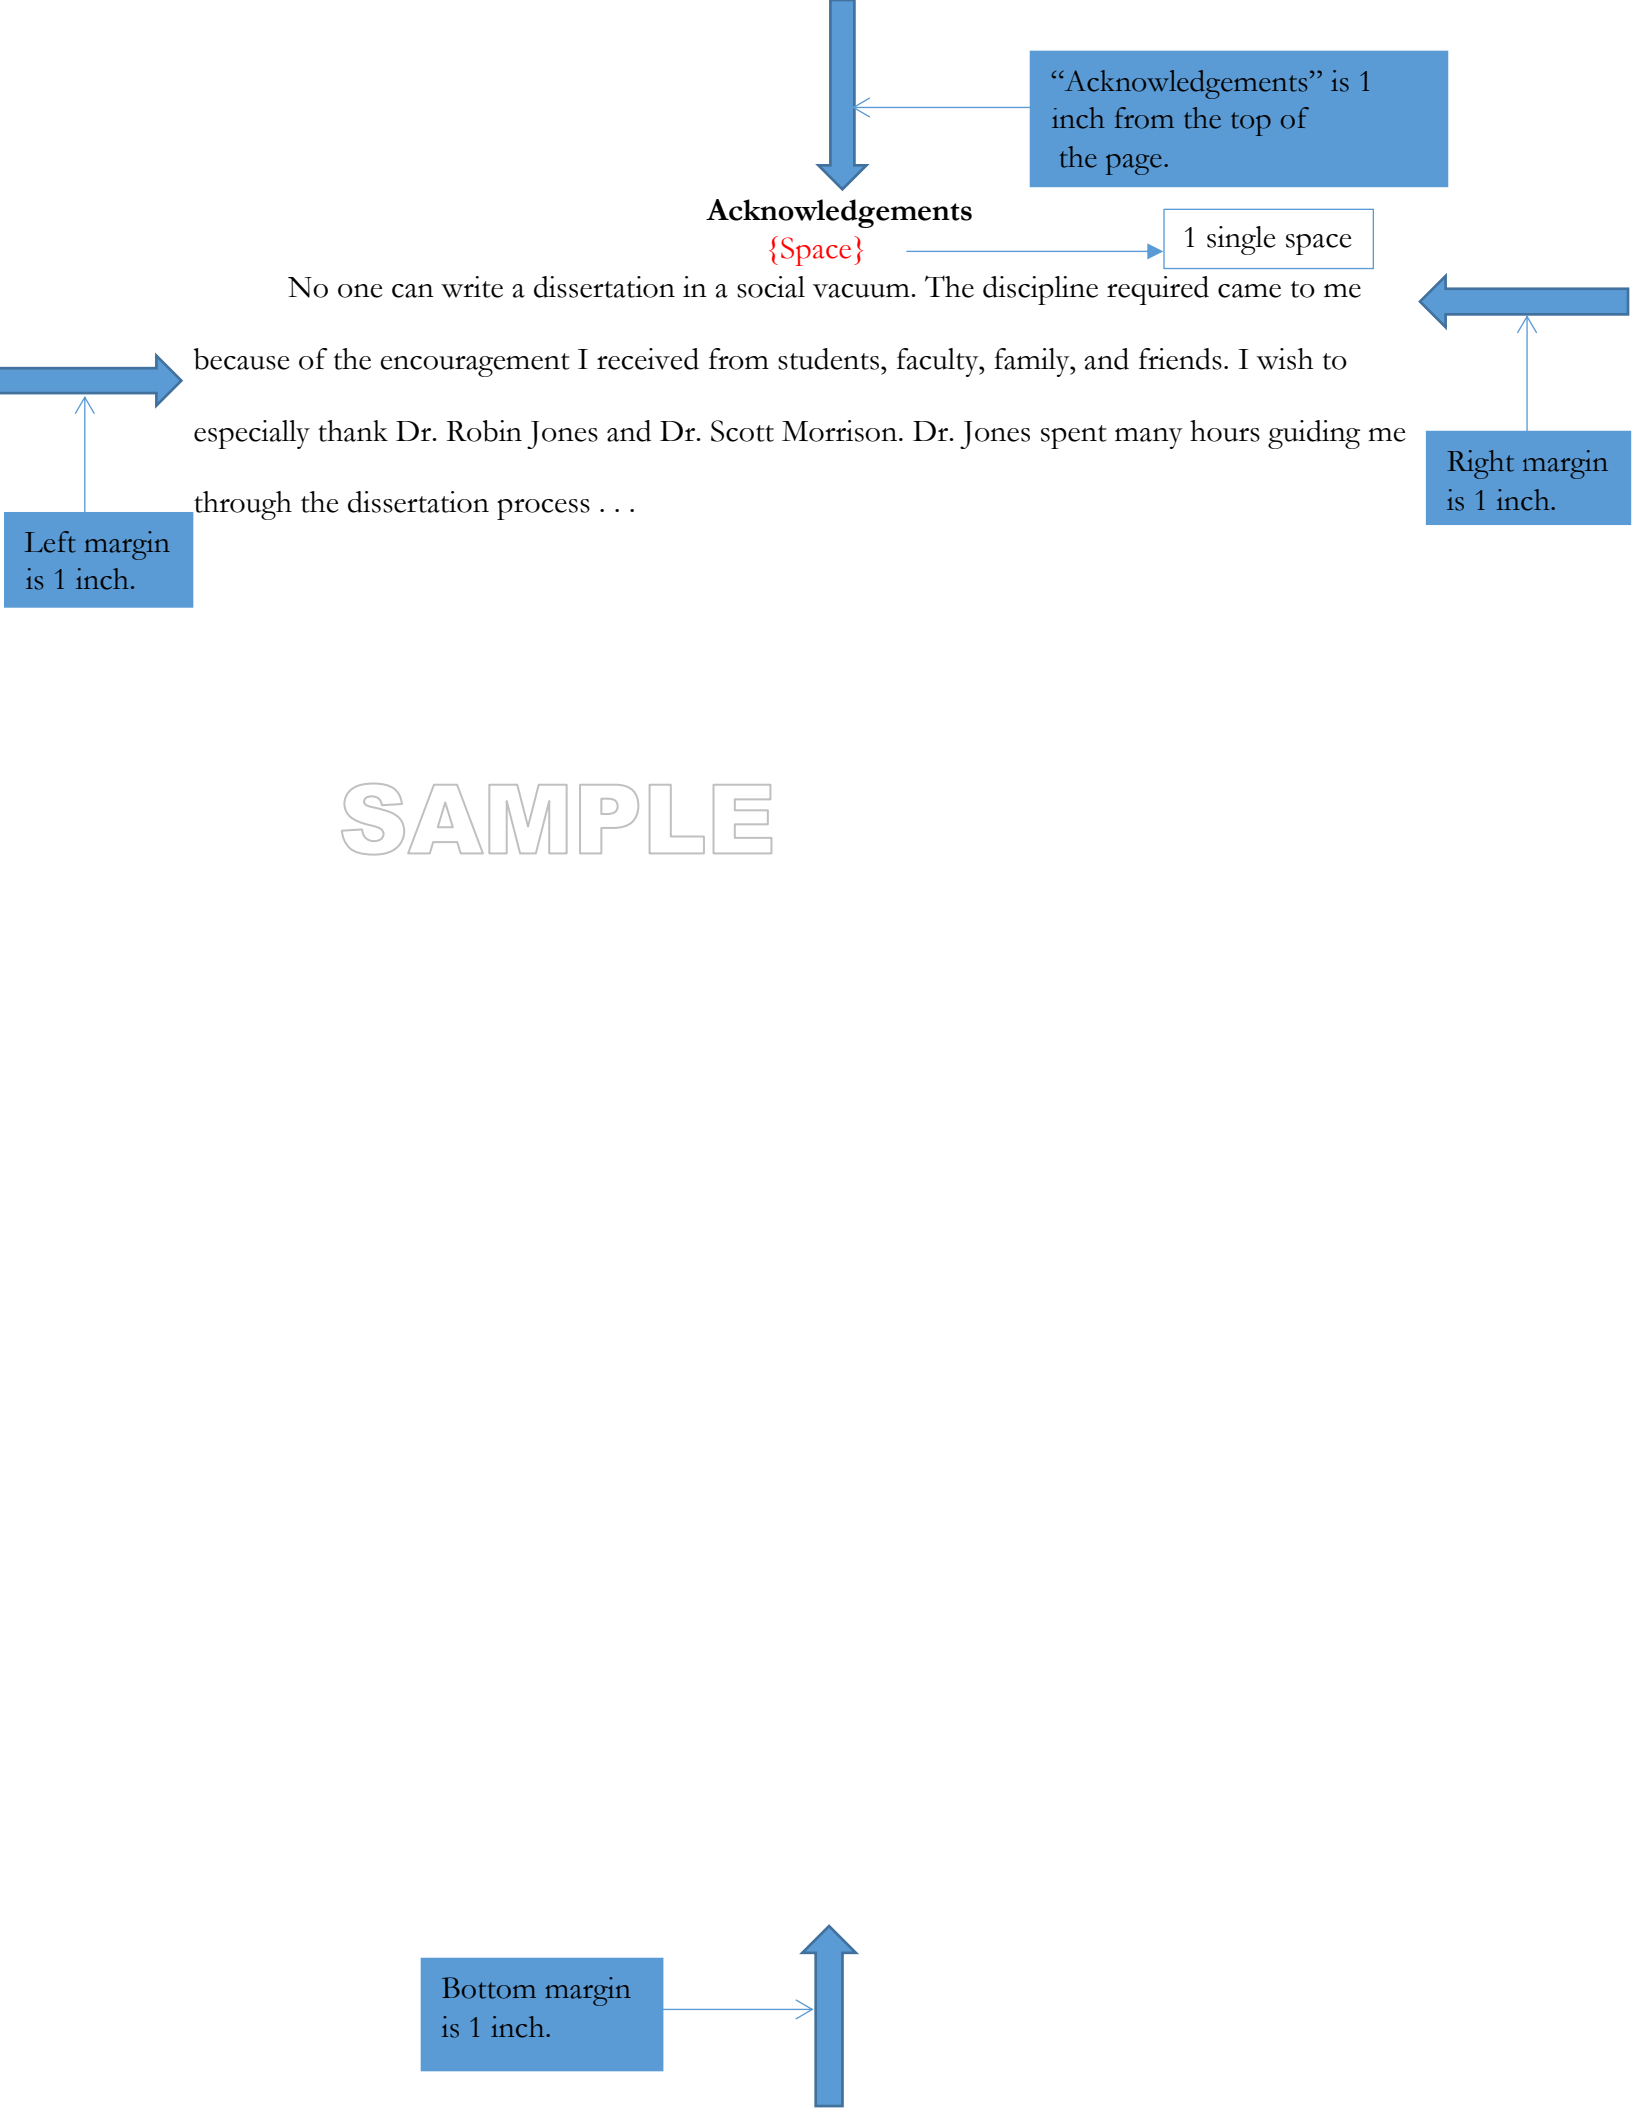 “Acknowledgements” is 1
inch from the top of
the page.
Acknowledgements
{Space}
1 single space
No one can write a dissertation in a social vacuum. The discipline required came to me
because of the encouragement I received from students, faculty, family, and friends. I wish to
especially thank Dr. Robin Jones and Dr. Scott Morrison. Dr. Jones spent many hours guiding me
through the dissertation process . . .
Right margin
is 1 inch.
Left margin
is 1 inch.
SAMPLE
Bottom margin
is 1 inch.